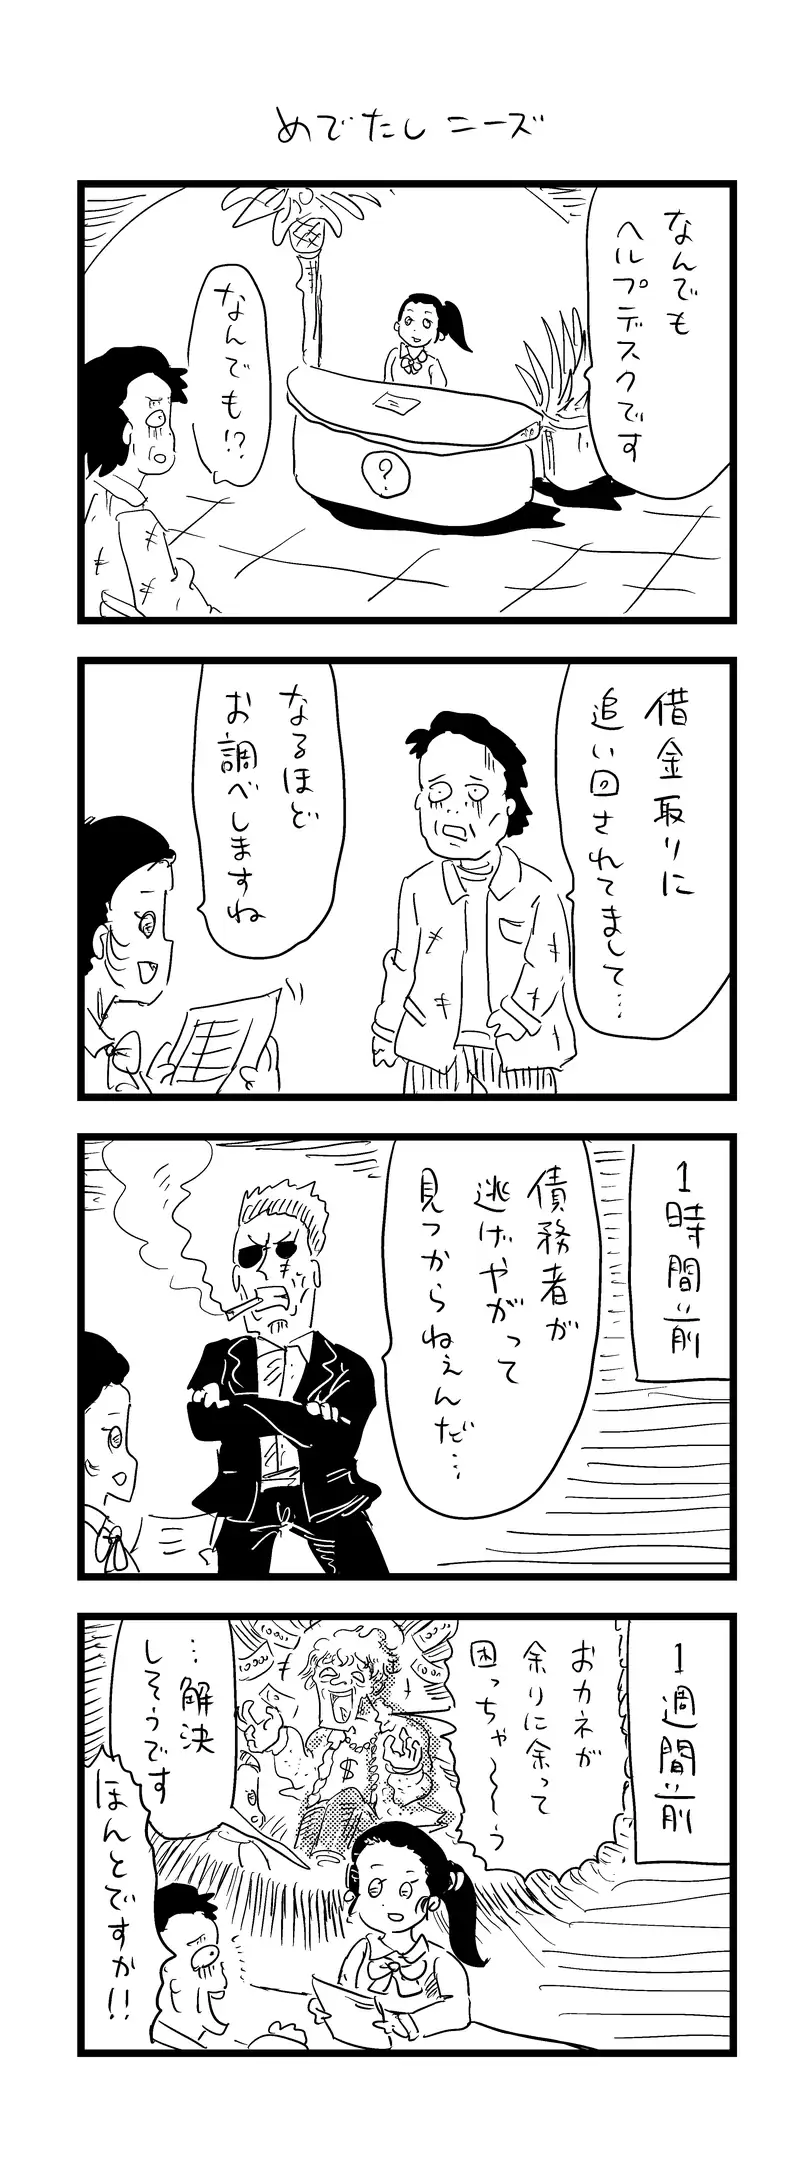 めでたしニーズ
なんでも
ヘルプデスクです
なんでも!?
?
借金取りに
追い回されてまして…
なるほど
お調べしますね
1時間前
債務者が
逃げやがって
見つからねぇんだ…
1週間前
おカネが
余りに余って
困っちゃ〜〜う
$
…解決
しそうです
ほんとですか!!